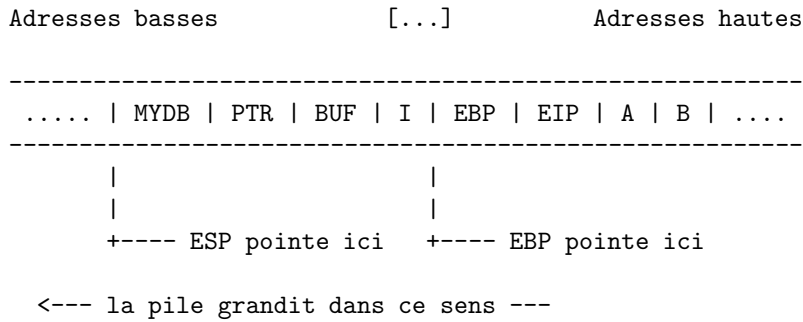 Adresses basses [...] Adresses hautes
---------------------------------------------------------
..... | MYDB | PTR | BUF | I | EBP | EIP | A | B | ....
---------------------------------------------------------
| |
| |
+---- ESP pointe ici +---- EBP pointe ici
<--- la pile grandit dans ce sens ---